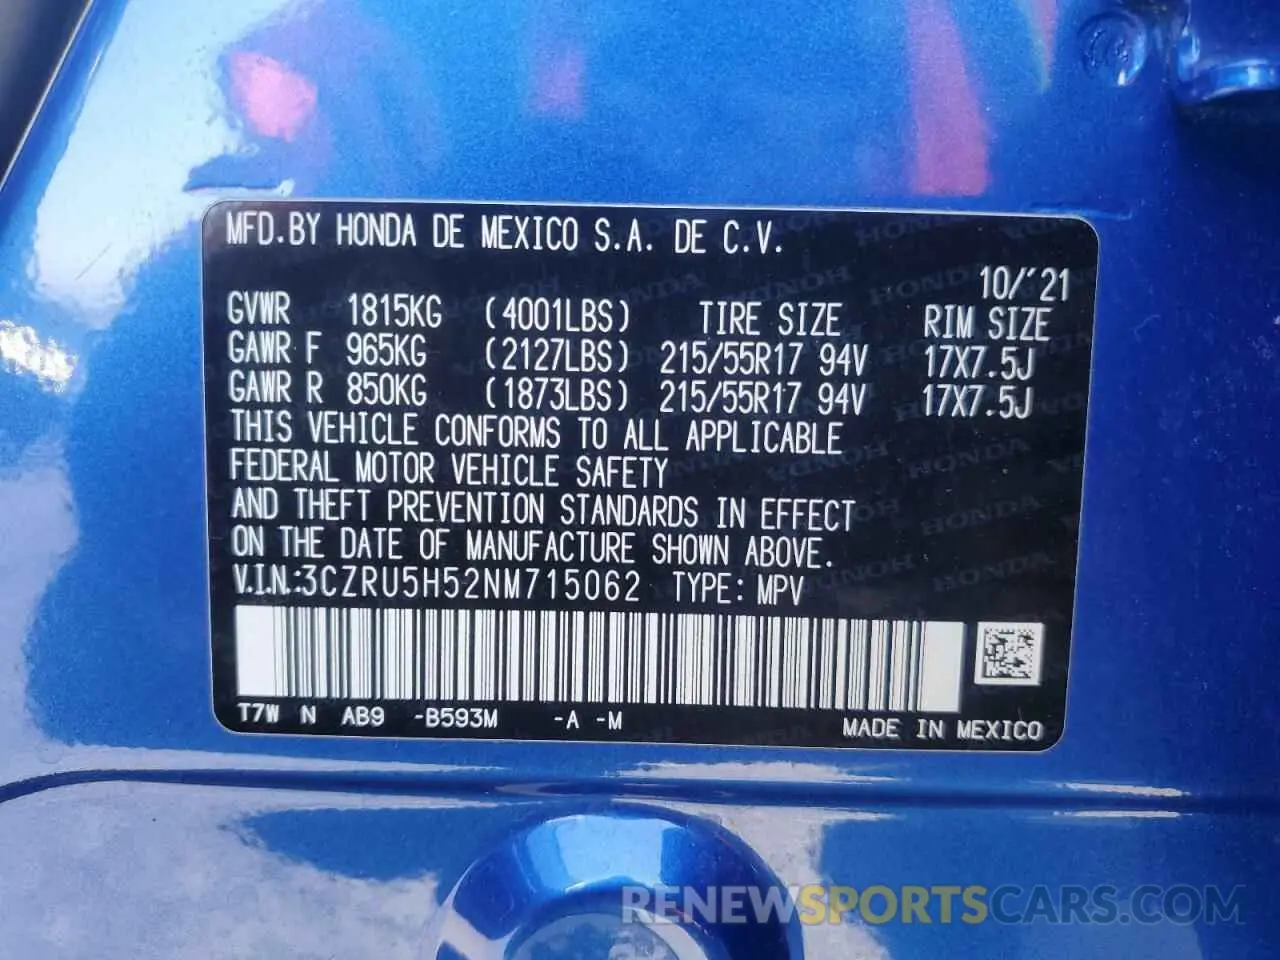 MFD.BY HONDA DE MEXICO S.A. DE C.V.
10/'21
GVWR 1815KG (4001LBS) TIRE SIZE RIM SIZE
GAWR F 965KG (2127LBS) 215/55R17 94V 17X7.5J
GAWR R 850KG (1873LBS) 215/55R17 94V 17X7.5J
THIS VEHICLE CONFORMS TO ALL APPLICABLE
FEDERAL MOTOR VEHICLE SAFETY
AND THEFT PREVENTION STANDARDS IN EFFECT
ON THE DATE OF MANUFACTURE SHOWN ABOVE.
V.I.N.:3CZRU5H52NM715062 TYPE: MPV
T7W N AB9 -B593M -A -M MADE IN MEXICO
RENEWSPORTSCARS.COM